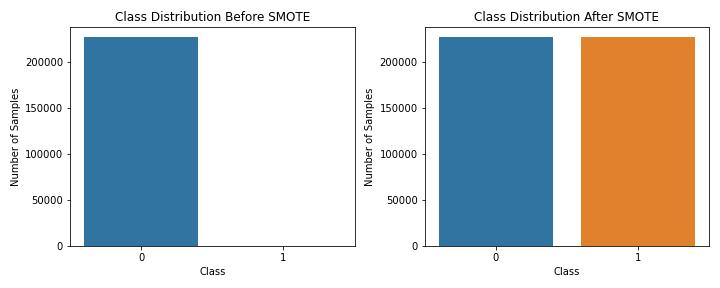 Class Distribution Before SMOTE
Number of Samples
200000
150000
100000
50000
0
0 1
Class
Class Distribution After SMOTE
Number of Samples
200000
150000
100000
50000
0
0 1
Class